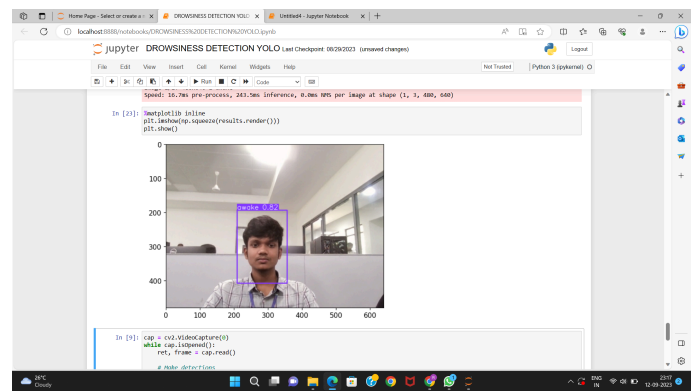 Home Page - Select or create a n
DROWSINESS DETECTION YOLO
Untitled4 - Jupyter Notebook
localhost:8888/notebooks/DROWSINESS%20DETECTION%20YOLO.ipynb
jupyter DROWSINESS DETECTION YOLO Last Checkpoint: 08/29/2023 (unsaved changes)
Logout
File Edit View Insert Cell Kernel Widgets Help
Not Trusted Python 3 (ipykernel)
Run Code
Speed: 16.7ms pre-process, 243.5ms inference, 0.0ms NMS per image at shape (1, 3, 480, 640)
In [23]: %matplotlib inline
plt.imshow(np.squeeze(results.render()))
plt.show()
0
100
200
300
400
awake 0.82
0 100 200 300 400 500 600
In [9]: cap = cv2.VideoCapture(0)
while cap.isOpened():
ret, frame = cap.read()
# Make detections
26°C
Cloudy
ENG
IN
23:17
12-09-2023
2